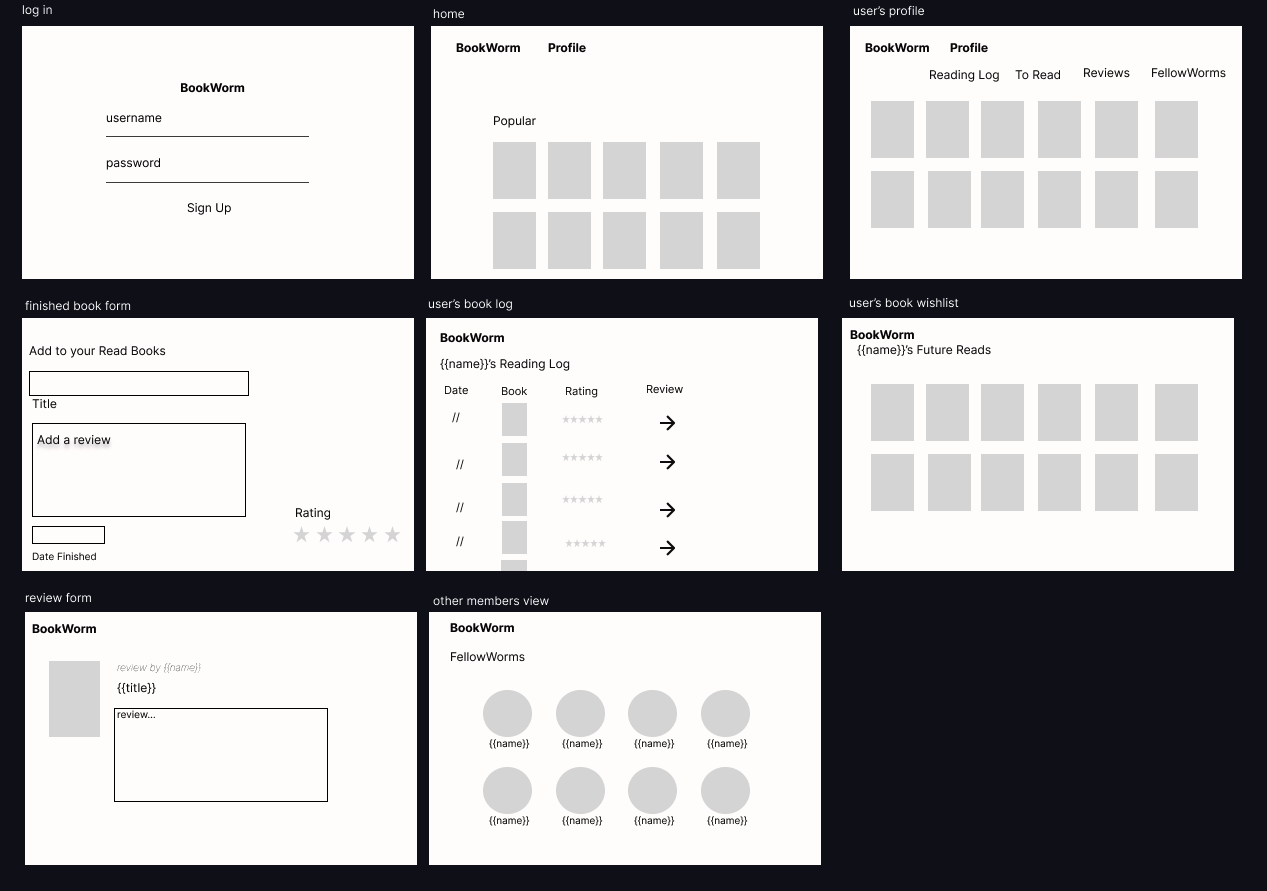 log in
BookWorm
username
password
Sign Up
home
BookWorm Profile
Popular
user's profile
BookWorm Profile
Reading Log To Read Reviews FellowWorms
finished book form
Add to your Read Books
Title
Add a review
Rating
Date Finished
user's book log
BookWorm
{{name}}'s Reading Log
Date Book Rating Review
//
//
//
//
user's book wishlist
BookWorm
{{name}}'s Future Reads
review form
BookWorm
review by {{name}}
{{title}}
review...
other members view
BookWorm
FellowWorms
{{name}} {{name}} {{name}} {{name}}
{{name}} {{name}} {{name}} {{name}}